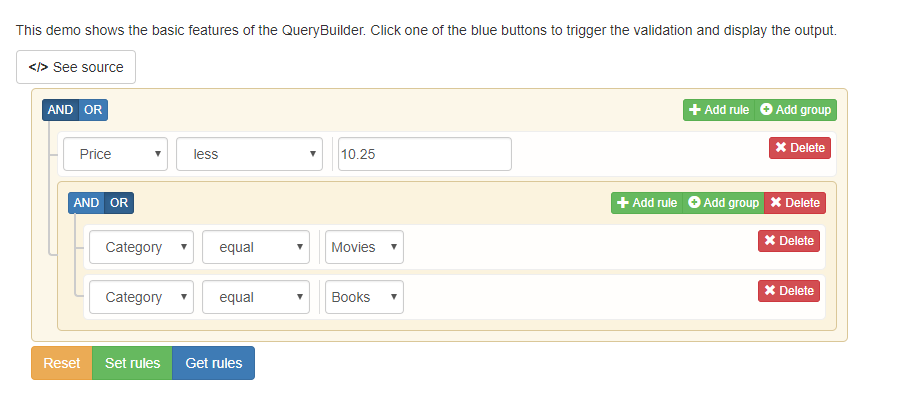 This demo shows the basic features of the QueryBuilder. Click one of the blue buttons to trigger the validation and display the output.
</> See source
AND OR + Add rule + Add group
Price less 10.25 × Delete
AND OR + Add rule + Add group × Delete
Category equal Movies × Delete
Category equal Books × Delete
Reset Set rules Get rules